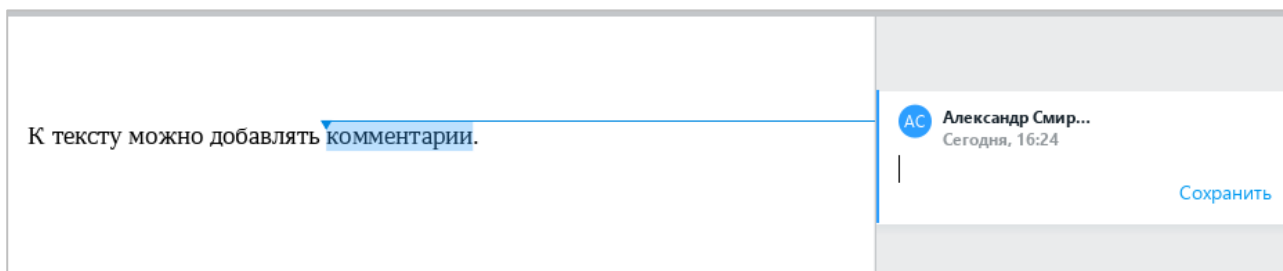 К тексту можно добавлять комментарии.
АС
Александр Смир...
Сегодня, 16:24
Сохранить